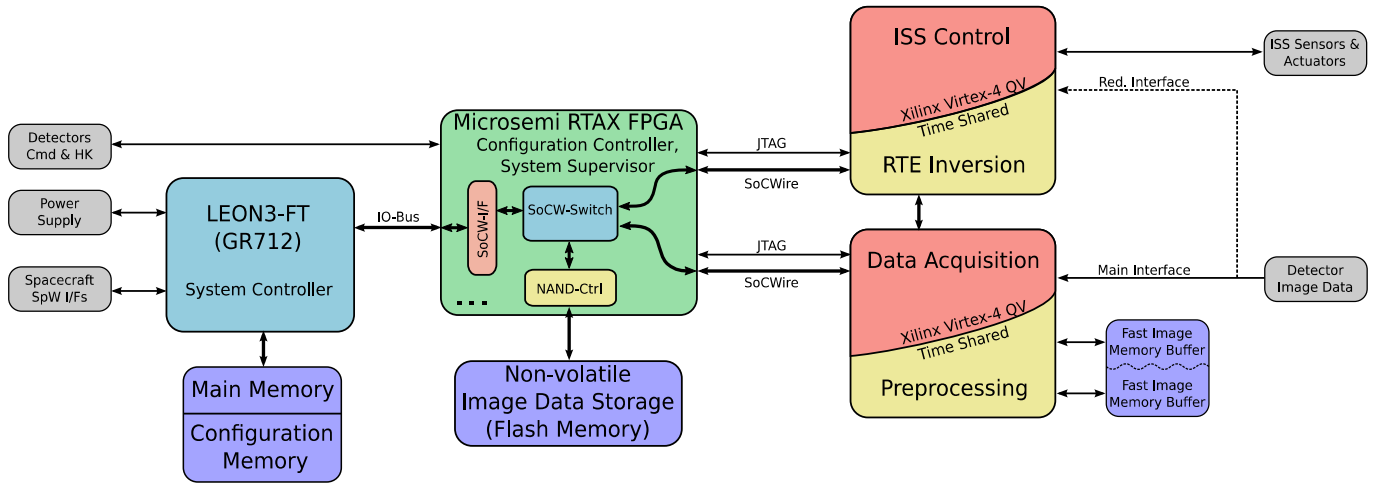 Detectors
Cmd & HK
Power
Supply
Spacecraft
SpW I/Fs
LEON3-FT
(GR712)
System Controller
Main Memory
Configuration
Memory
IO-Bus
Microsemi RTAX FPGA
Configuration Controller,
System Supervisor
SoCW-I/F
SoCW-Switch
NAND-Ctrl
...
Non-volatile
Image Data Storage
(Flash Memory)
JTAG
SoCWire
JTAG
SoCWire
ISS Control
Xilinx Virtex-4 QV
Time Shared
RTE Inversion
Data Acquisition
Xilinx Virtex-4 QV
Time Shared
Preprocessing
ISS Sensors &
Actuators
Red. Interface
Main Interface
Detector
Image Data
Fast Image
Memory Buffer
Fast Image
Memory Buffer